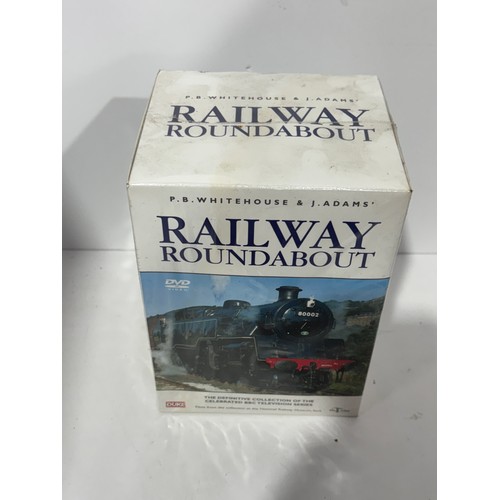 P.B. WHITEHOUSE & J. ADAMS'
RAILWAY
ROUNDABOUT
P.B. WHITEHOUSE & J. ADAMS'
RAILWAY
ROUNDABOUT
DVD
VIDEO
80002
THE DEFINITIVE COLLECTION OF THE
CELEBRATED BBC TELEVISION SERIES